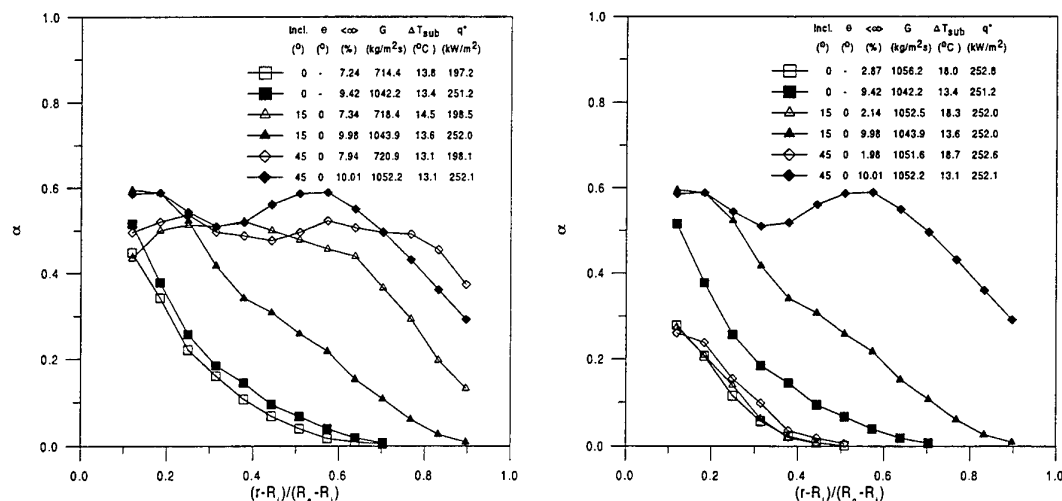 Incl. θ <α> G ΔTsub q"
(º) (º) (%) (kg/m²s) (ºC) (kW/m²)
0 - 7.24 714.4 13.8 197.2
0 - 9.42 1042.2 13.4 251.2
15 0 7.34 718.4 14.5 198.5
15 0 9.98 1043.9 13.6 252.0
45 0 7.94 720.9 13.1 198.1
45 0 10.01 1052.2 13.1 252.1
1.0
0.8
0.6
0.4
0.2
0.0
α
0.0 0.2 0.4 0.6 0.8 1.0
(r-Ri)/(Ro-Ri)
Incl. θ <α> G ΔTsub q"
(º) (º) (%) (kg/m²s) (ºC) (kW/m²)
0 - 2.87 1056.2 18.0 252.8
0 - 9.42 1042.2 13.4 251.2
15 0 2.14 1052.5 18.3 252.0
15 0 9.98 1043.9 13.6 252.0
45 0 1.98 1051.6 18.7 252.6
45 0 10.01 1052.2 13.1 252.1
1.0
0.8
0.6
0.4
0.2
0.0
α
0.0 0.2 0.4 0.6 0.8 1.0
(r-Ri)/(Ro-Ri)